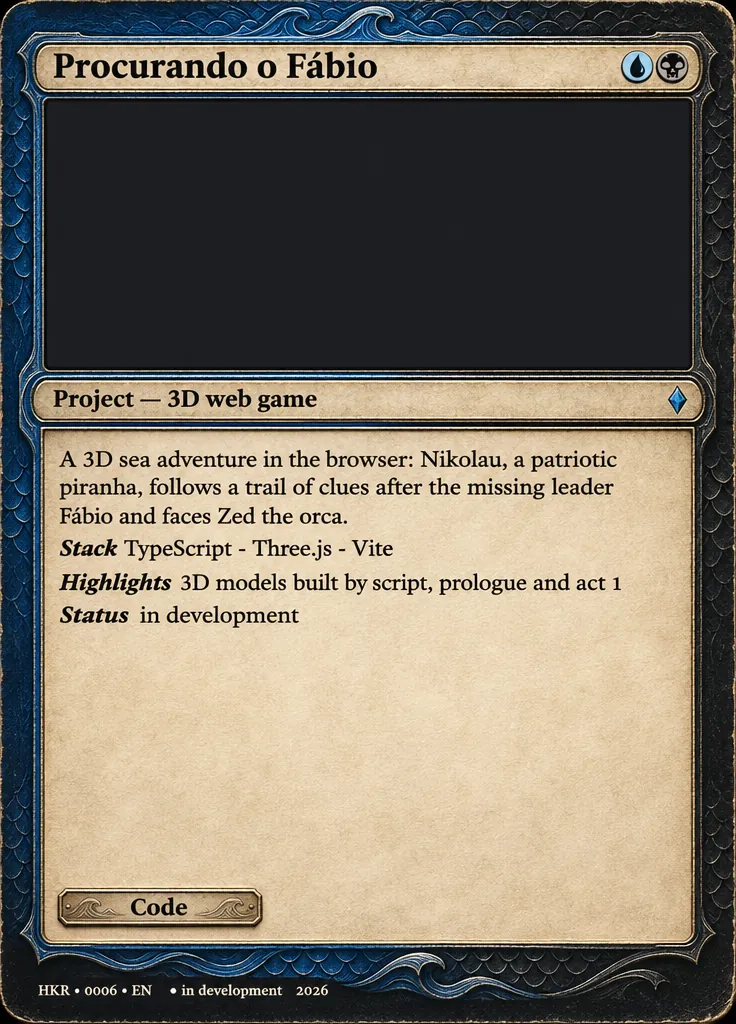 Procurando o Fábio
Project — 3D web game
A 3D sea adventure in the browser: Nikolau, a patriotic
piranha, follows a trail of clues after the missing leader
Fábio and faces Zed the orca.
Stack TypeScript - Three.js - Vite
Highlights 3D models built by script, prologue and act 1
Status in development
Code
HKR • 0006 • EN • in development 2026